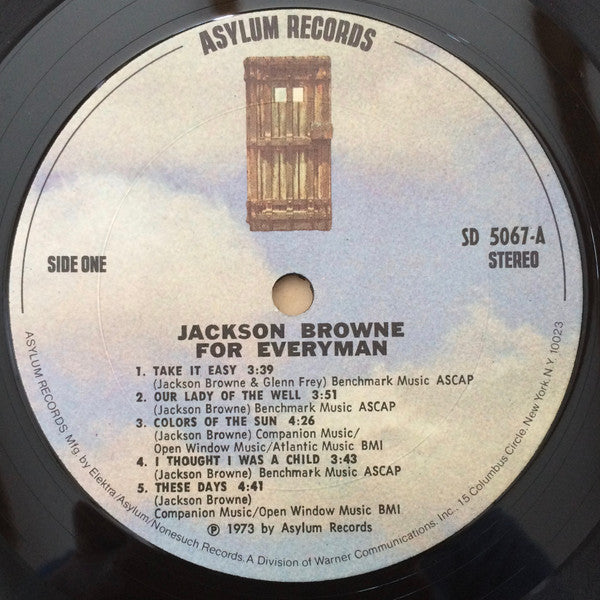 ASYLUM RECORDS
SD 5067-A
SIDE ONE
STEREO
JACKSON BROWNE
FOR EVERYMAN
1. TAKE IT EASY 3:39
(Jackson Browne & Glenn Frey) Benchmark Music ASCAP
2. OUR LADY OF THE WELL 3:51
(Jackson Browne) Benchmark Music ASCAP
3. COLORS OF THE SUN 4:26
(Jackson Browne) Companion Music/
Open Window Music/Atlantic Music BMI
4. I THOUGHT I WAS A CHILD 3:43
(Jackson Browne) Benchmark Music ASCAP
5. THESE DAYS 4:41
(Jackson Browne)
Companion Music/Open Window Music BMI
℗ 1973 by Asylum Records
ASYLUM RECORDS Mfg. by Elektra/Asylum/Nonesuch Records. A Division of Warner Communications, Inc., 15 Columbus Circle, New York, N.Y. 10023